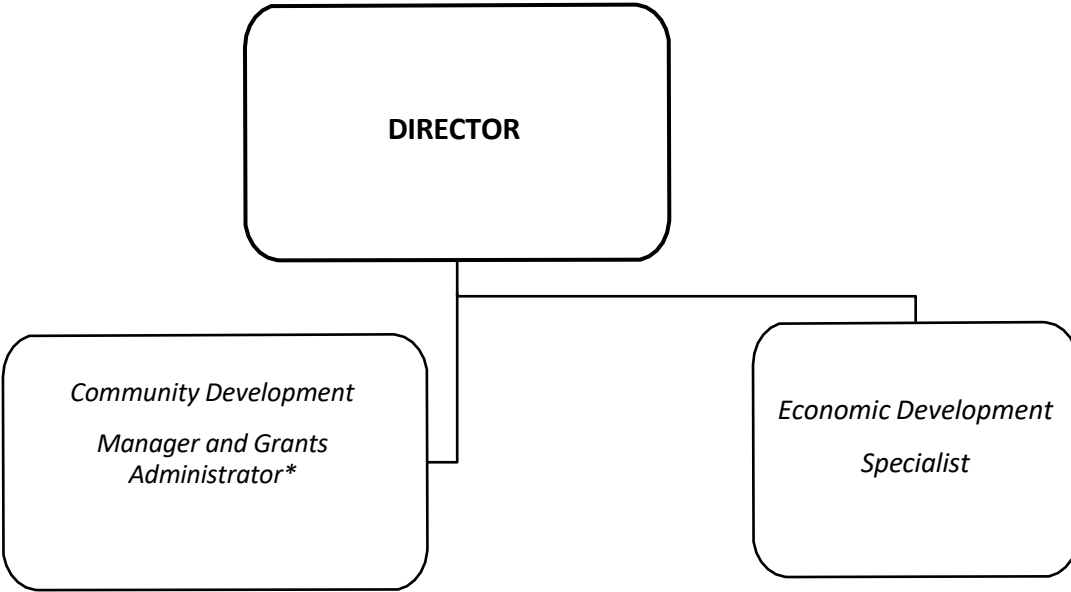 DIRECTOR
Community Development
Manager and Grants
Administrator*
Economic Development
Specialist